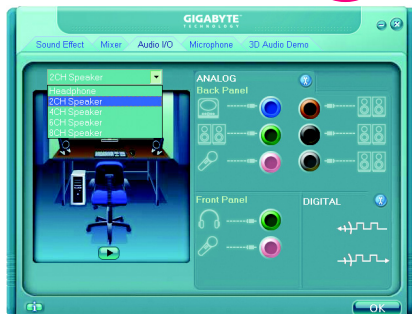 GIGABYTE
TECHNOLOGY
Sound Effect Mixer Audio I/O Microphone 3D Audio Demo
2CH Speaker
Headphone
2CH Speaker
4CH Speaker
6CH Speaker
8CH Speaker
ANALOG
Back Panel
Front Panel
DIGITAL
OK